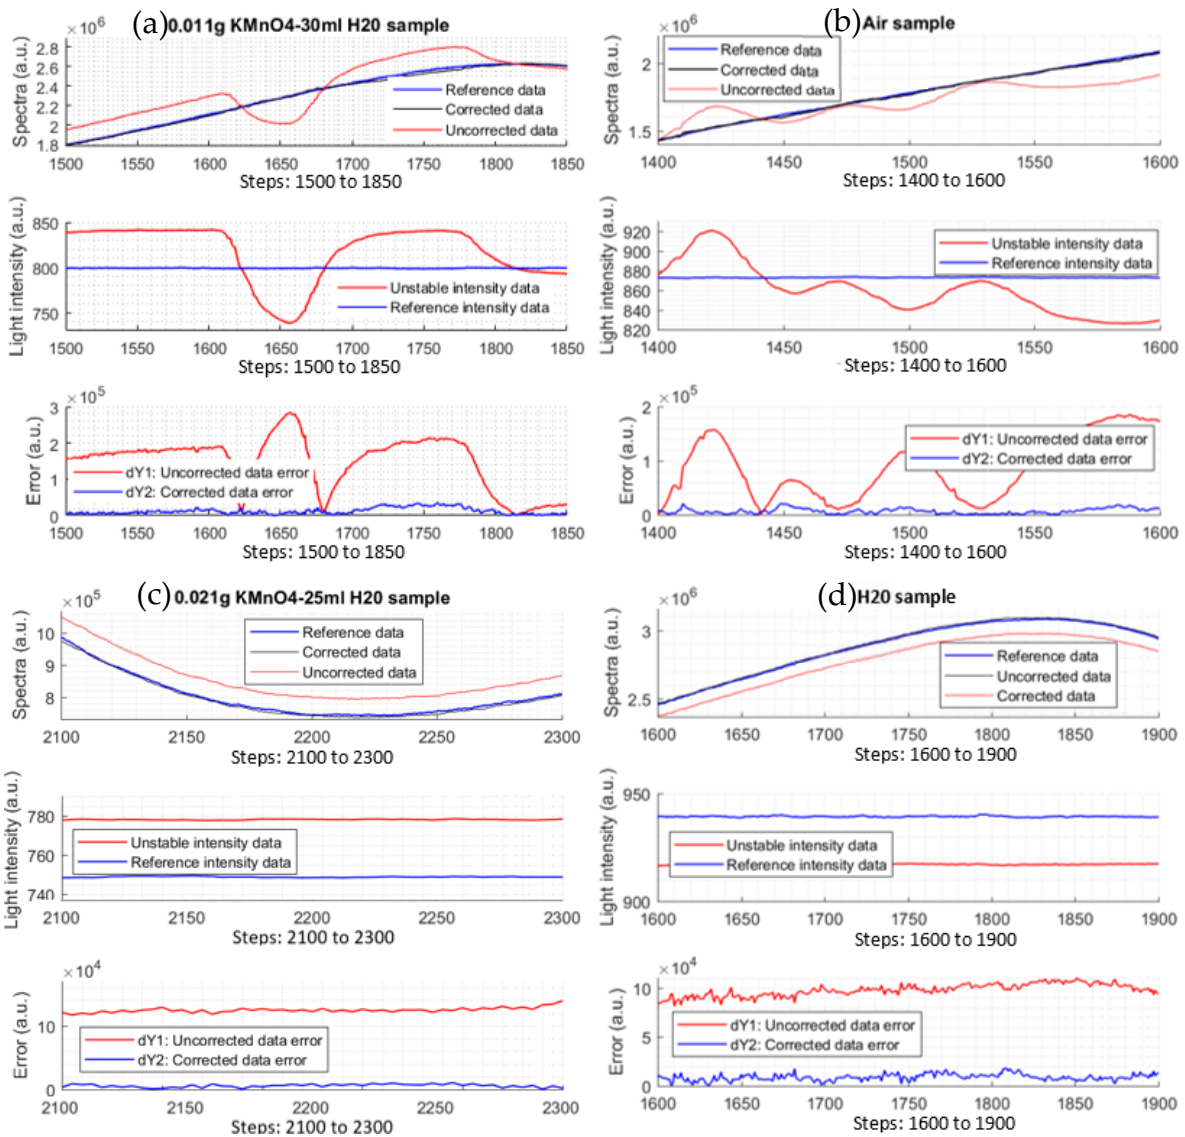 (a) 0.011g KMnO4-30ml H20 sample
×10^6
Spectra (a.u.)
2.8
2.6
2.4
2.2
2
1.8
Reference data
Corrected data
Uncorrected data
1500 1550 1600 1650 1700 1750 1800 1850
Steps: 1500 to 1850
Light intensity (a.u.)
850
800
750
Unstable intensity data
Reference intensity data
1500 1550 1600 1650 1700 1750 1800 1850
Steps: 1500 to 1850
×10^5
Error (a.u.)
3
2
1
0
dY1: Uncorrected data error
dY2: Corrected data error
1500 1550 1600 1650 1700 1750 1800 1850
Steps: 1500 to 1850
(b) Air sample
×10^6
Spectra (a.u.)
2
1.5
Reference data
Corrected data
Uncorrected data
1400 1450 1500 1550 1600
Steps: 1400 to 1600
Light intensity (a.u.)
920
900
880
860
840
820
Unstable intensity data
Reference intensity data
1400 1450 1500 1550 1600
Steps: 1400 to 1600
×10^5
Error (a.u.)
2
1
0
dY1: Uncorrected data error
dY2: Corrected data error
1400 1450 1500 1550 1600
Steps: 1400 to 1600
(c) 0.021g KMnO4-25ml H20 sample
×10^5
Spectra (a.u.)
10
9
8
Reference data
Corrected data
Uncorrected data
2100 2150 2200 2250 2300
Steps: 2100 to 2300
Light intensity (a.u.)
780
760
740
Unstable intensity data
Reference intensity data
2100 2150 2200 2250 2300
Steps: 2100 to 2300
×10^4
Error (a.u.)
10
0
dY1: Uncorrected data error
dY2: Corrected data error
2100 2150 2200 2250 2300
Steps: 2100 to 2300
(d) H20 sample
×10^6
Spectra (a.u.)
3
2.5
Reference data
Uncorrected data
Corrected data
1600 1650 1700 1750 1800 1850 1900
Steps: 1600 to 1900
Light intensity (a.u.)
950
900
Unstable intensity data
Reference intensity data
1600 1650 1700 1750 1800 1850 1900
Steps: 1600 to 1900
×10^4
Error (a.u.)
10
5
0
dY1: Uncorrected data error
dY2: Corrected data error
1600 1650 1700 1750 1800 1850 1900
Steps: 1600 to 1900